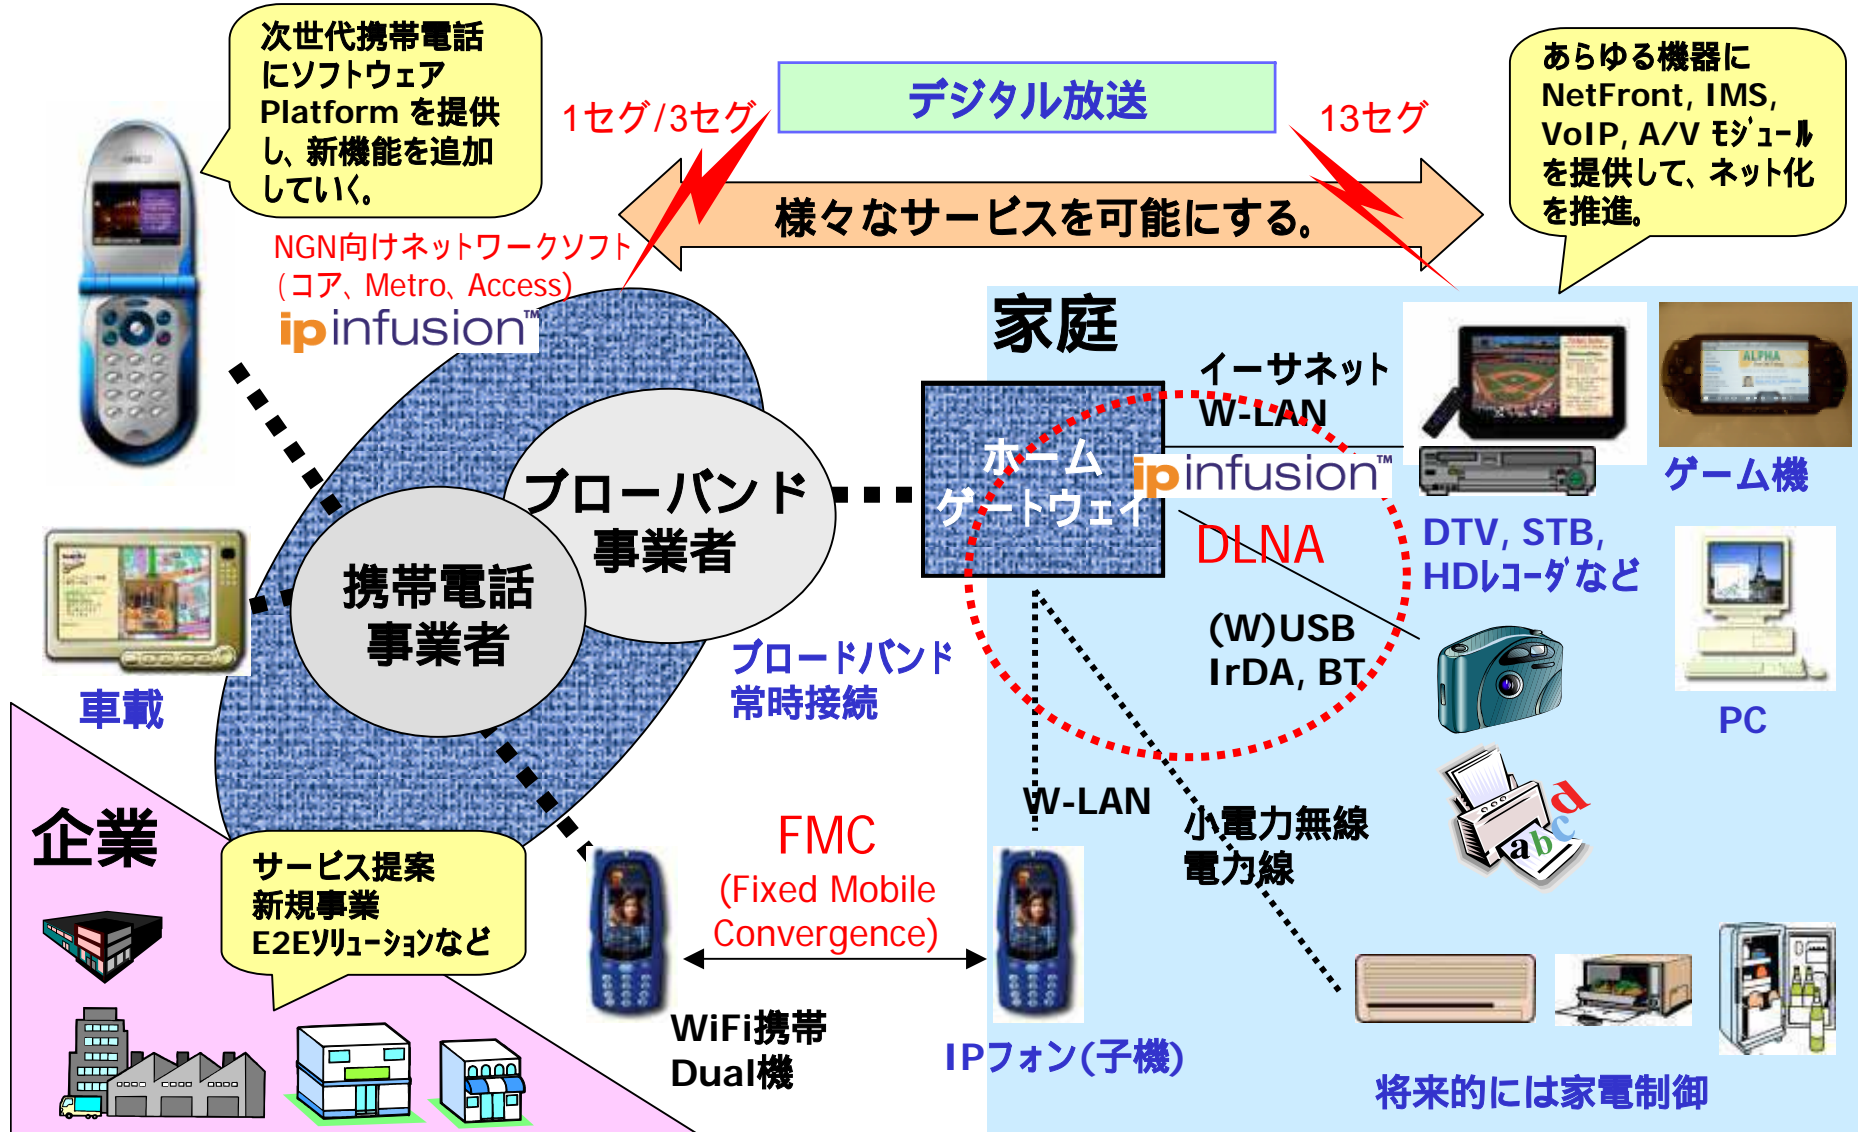 次世代携帯電話
にソフトウェア
Platform を提供
し、新機能を追加
していく。
1セグ/3セグ
デジタル放送
13セグ
あらゆる機器に
NetFront, IMS,
VoIP, A/V ﾓｼﾞｭｰﾙ
を提供して、ネット化
を推進。
様々なサービスを可能にする。
NGN向けネットワークソフト
(コア、Metro、Access)
ipinfusion™
家庭
イーサネット
W-LAN
ホーム
ゲートウェイ
ipinfusion™
DLNA
ゲーム機
DTV, STB,
HDﾚｺｰﾀﾞなど
ブローバンド
事業者
携帯電話
事業者
(W)USB
IrDA, BT
ブロードバンド
常時接続
車載
PC
企業
W-LAN
小電力無線
電力線
FMC
(Fixed Mobile
Convergence)
サービス提案
新規事業
E2Eｿﾘｭｰｼｮﾝなど
a b c d
WiFi携帯
Dual機
IPフォン(子機)
将来的には家電制御
ALPHA